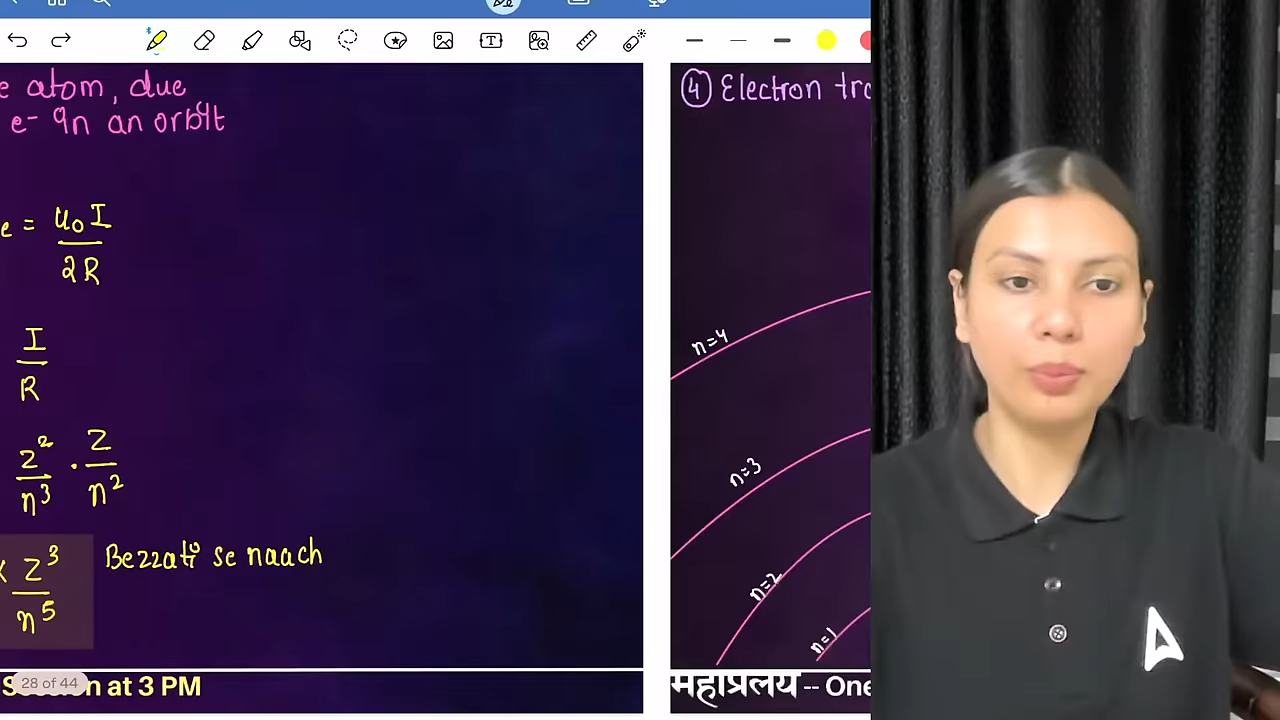 e atom, due
e- in an orbit
e = u₀I
2R
I
R
z² . z
n³ n²
z³
n⁵
Bezzati se naach
28 of 44
n at 3 PM
④ Electron tra
n=4
n=3
n=2
n=1
महाप्रलय -- One